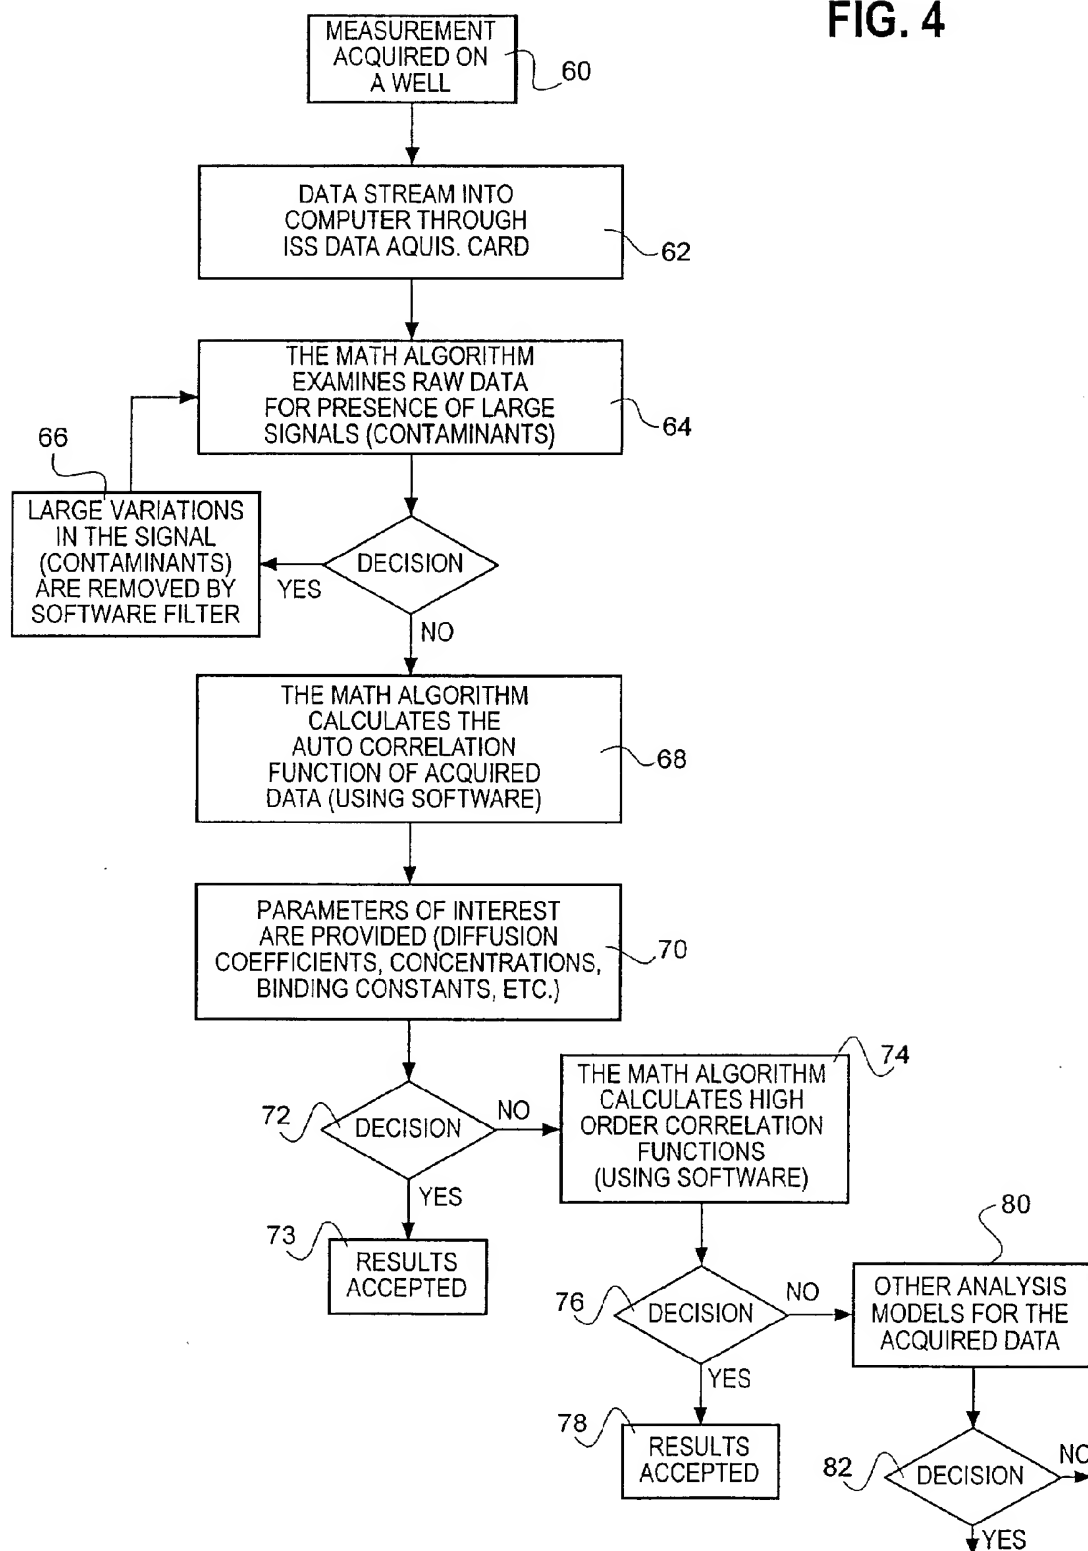 FIG. 4
MEASUREMENT
ACQUIRED ON
A WELL
60
DATA STREAM INTO
COMPUTER THROUGH
ISS DATA AQUIS. CARD
62
THE MATH ALGORITHM
EXAMINES RAW DATA
FOR PRESENCE OF LARGE
SIGNALS (CONTAMINANTS)
64
66
LARGE VARIATIONS
IN THE SIGNAL
(CONTAMINANTS)
ARE REMOVED BY
SOFTWARE FILTER
DECISION
YES
NO
THE MATH ALGORITHM
CALCULATES THE
AUTO CORRELATION
FUNCTION OF ACQUIRED
DATA (USING SOFTWARE)
68
PARAMETERS OF INTEREST
ARE PROVIDED (DIFFUSION
COEFFICIENTS, CONCENTRATIONS,
BINDING CONSTANTS, ETC.)
70
72
DECISION
NO
YES
73
RESULTS
ACCEPTED
74
THE MATH ALGORITHM
CALCULATES HIGH
ORDER CORRELATION
FUNCTIONS
(USING SOFTWARE)
76
DECISION
NO
YES
78
RESULTS
ACCEPTED
80
OTHER ANALYSIS
MODELS FOR THE
ACQUIRED DATA
82
DECISION
NO
YES